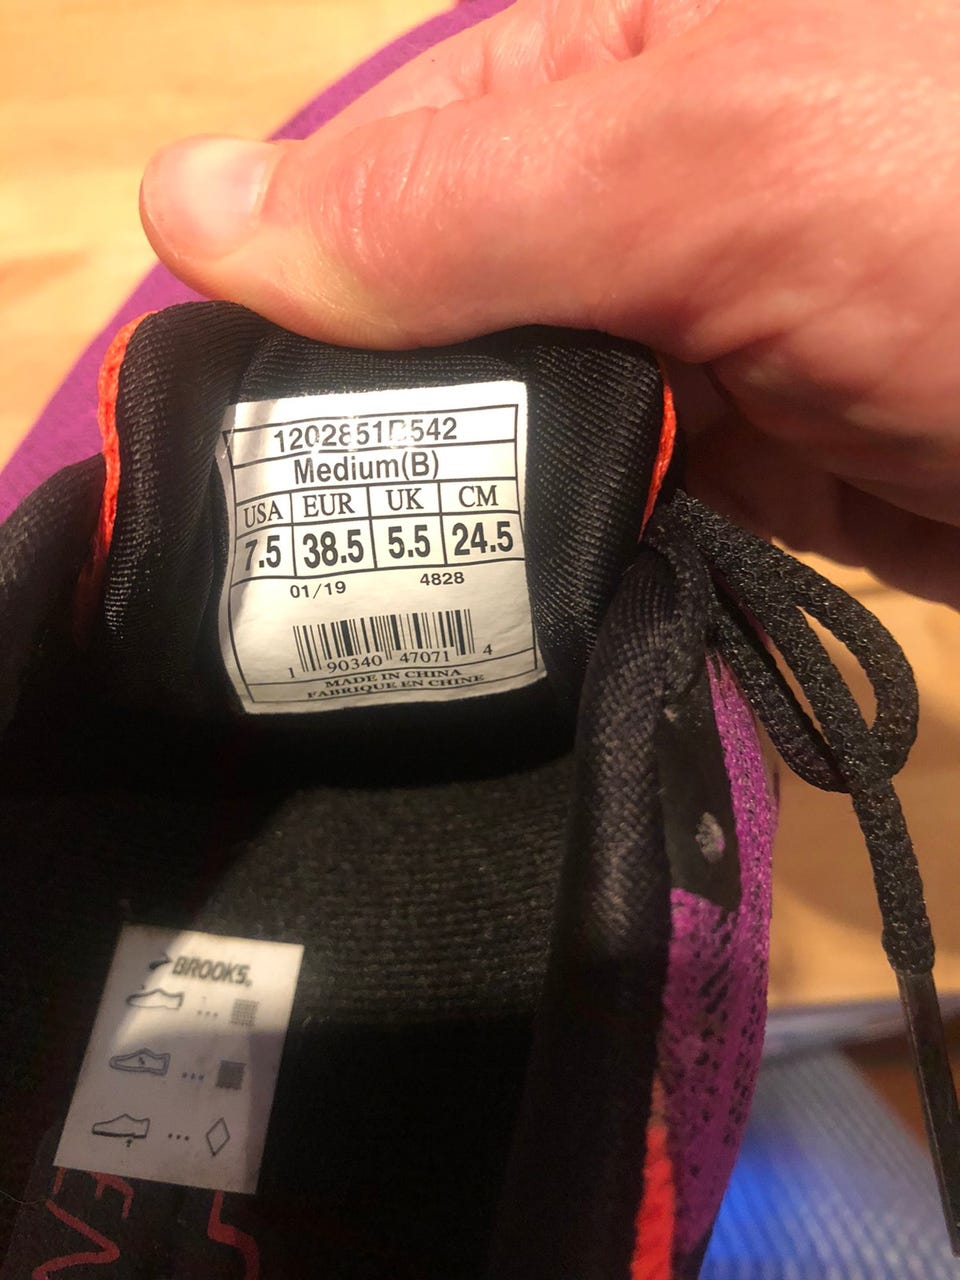 1202851B542
Medium(B)
USA EUR UK CM
7.5 38.5 5.5 24.5
01/19 4828
1 90340 47071 4
MADE IN CHINA
FABRIQUE EN CHINE
BROOKS.